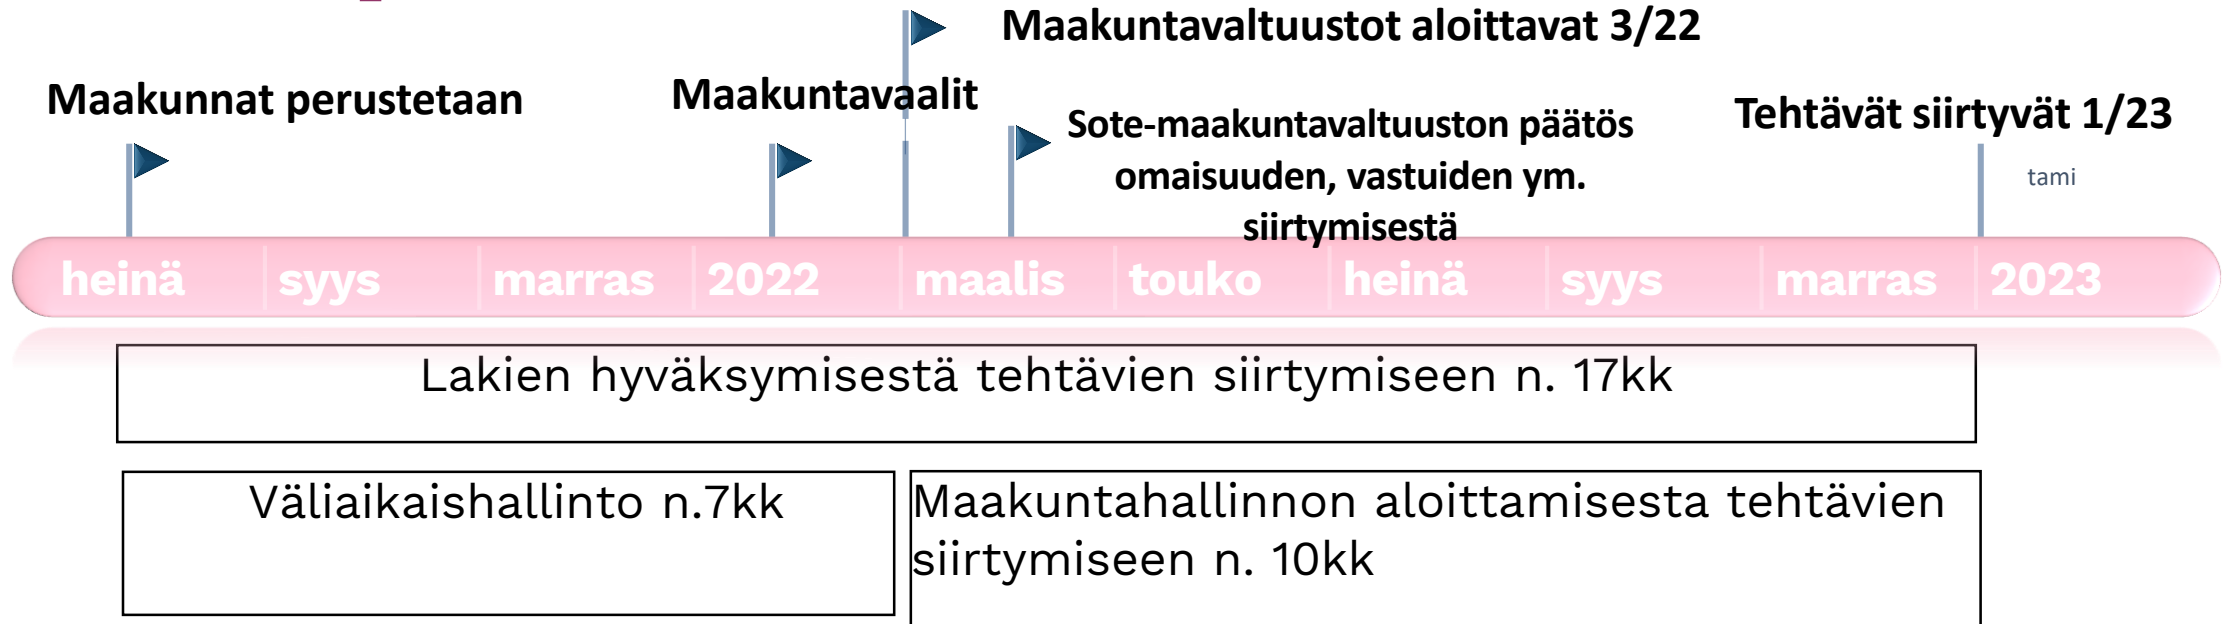 Maakuntavaltuustot aloittavat 3/22
Maakunnat perustetaan
Maakuntavaalit
Sote-maakuntavaltuuston päätös
omaisuuden, vastuiden ym.
siirtymisestä
Tehtävät siirtyvät 1/23
tami
heinä
syys
marras
2022
maalis
touko
heinä
syys
marras
2023
Lakien hyväksymisestä tehtävien siirtymiseen n. 17kk
Väliaikaishallinto n.7kk
Maakuntahallinnon aloittamisesta tehtävien
siirtymiseen n. 10kk